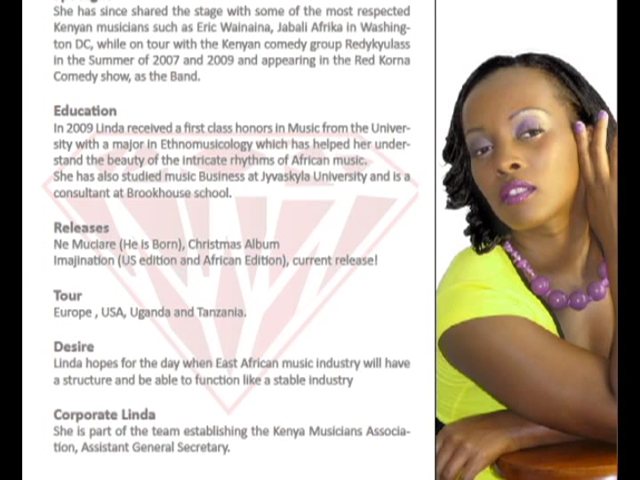 She has since shared the stage with some of the most respected
Kenyan musicians such as Eric Wainaina, Jabali Afrika in Washing-
ton DC, while on tour with the Kenyan comedy group Redykyulass
in the Summer of 2007 and 2009 and appearing in the Red Korna
Comedy show, as the Band.
Education
In 2009 Linda received a first class honors in Music from the Univer-
sity with a major in Ethnomusicology which has helped her under-
stand the beauty of the intricate rhythms of African music.
She has also studied music Business at Jyvaskyla University and is a
consultant at Brookhouse school.
Releases
Ne Muciare (He is Born), Christmas Album
Imajination (US edition and African Edition), current release!
Tour
Europe , USA, Uganda and Tanzania.
Desire
Linda hopes for the day when East African music industry will have
a structure and be able to function like a stable industry
Corporate Linda
She is part of the team establishing the Kenya Musicians Associa-
tion, Assistant General Secretary.